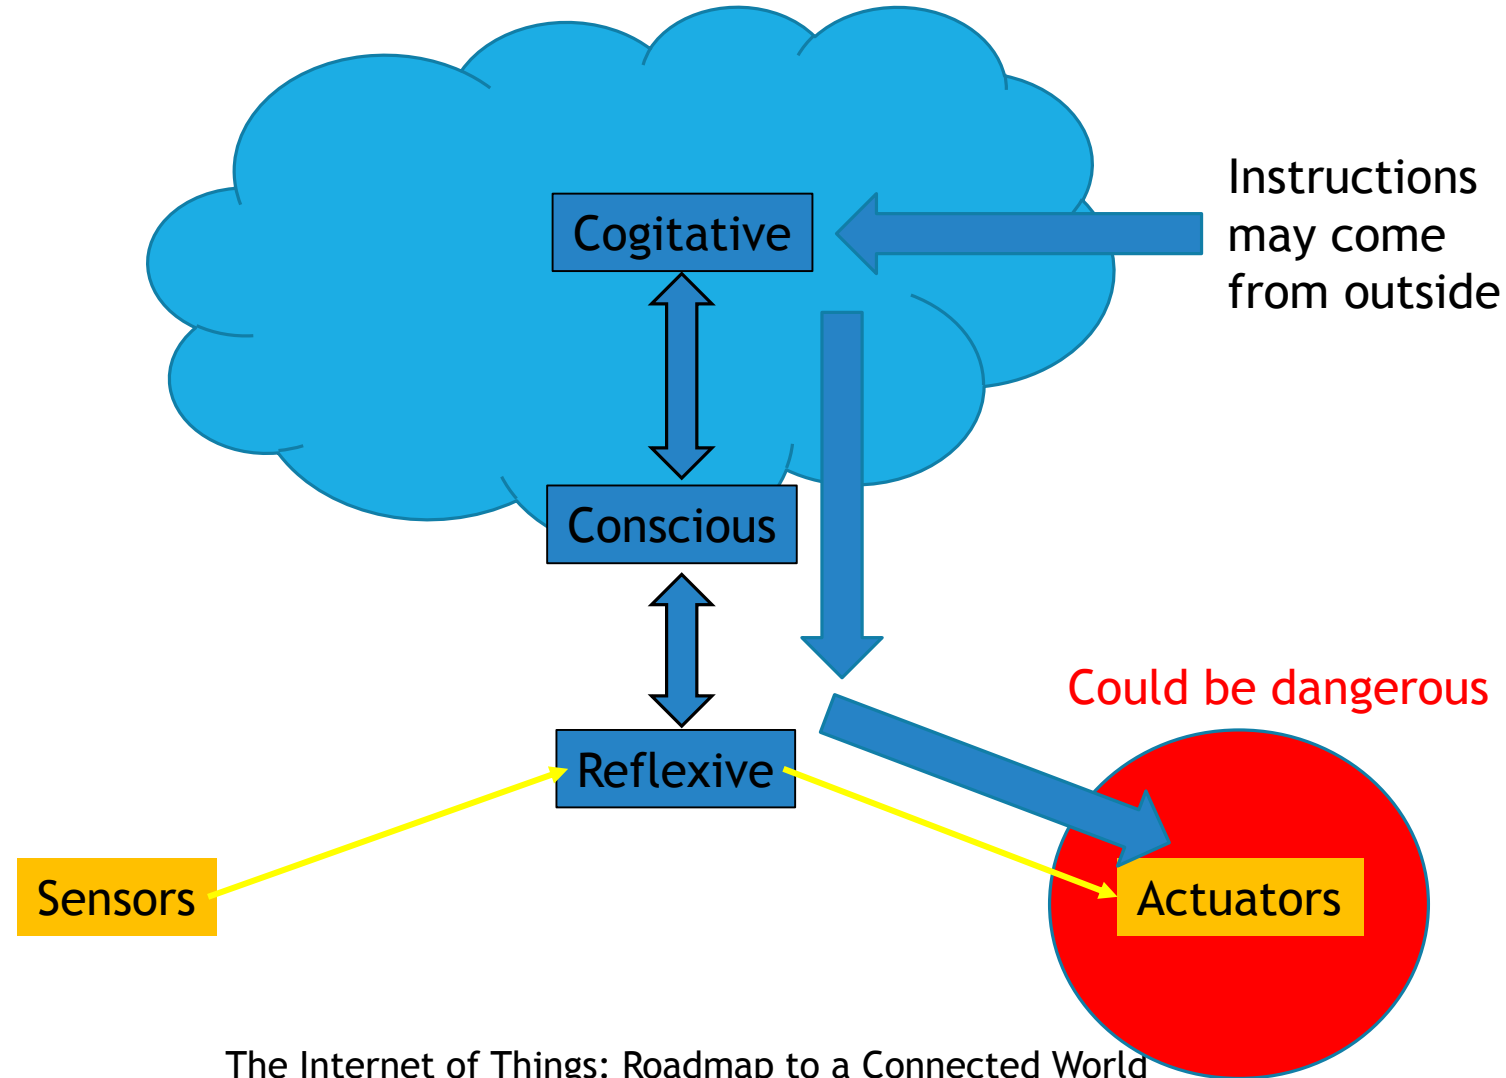 Cogitative
Instructions
may come
from outside
Conscious
Could be dangerous
Reflexive
Sensors
Actuators
The Internet of Things: Roadmap to a Connected World